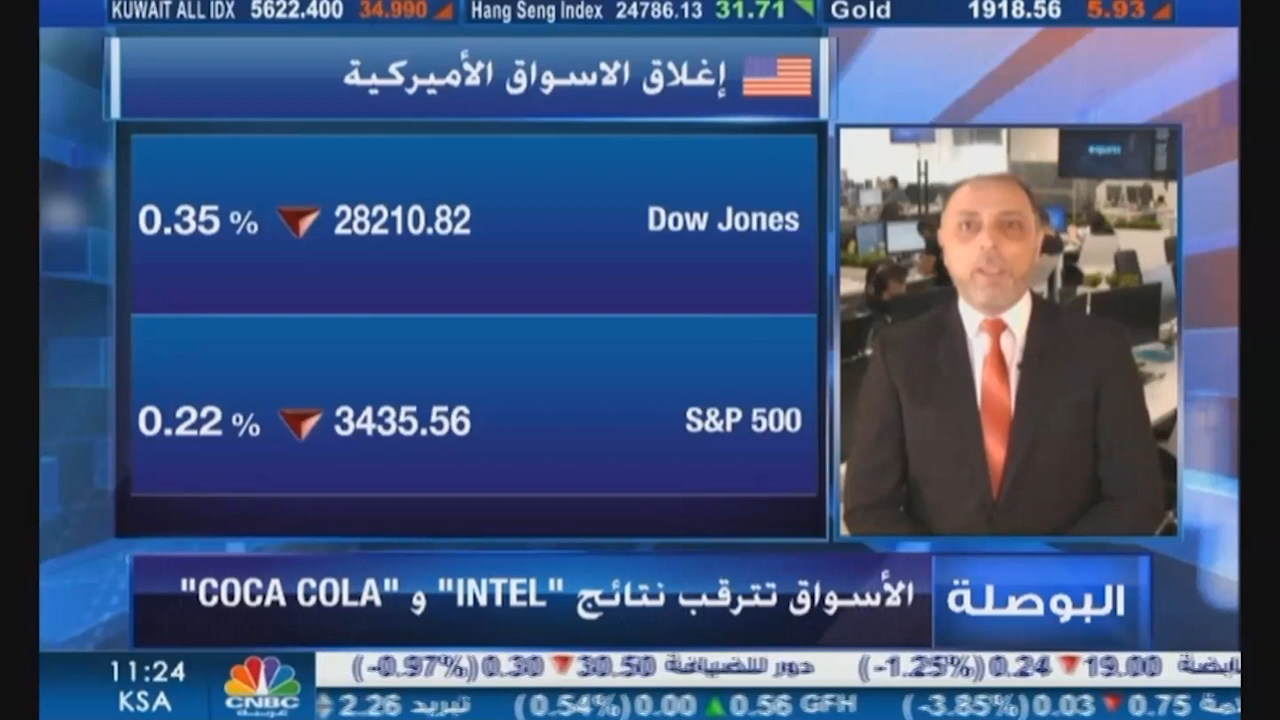 KUWAIT ALL IDX 5622.400 34.990 Hang Seng Index 24786.13 31.71 Gold 1918.56 5.93
إغلاق الاسواق الأميركية
Dow Jones 28210.82 0.35 %
S&P 500 3435.56 0.22 %
البوصلة
الأسواق تترقب نتائج "INTEL" و "COCA COLA"
11:24
KSA
CNBC
عربية
19.00 0.24 (-1.25%) دور للضيافة 30.50 0.30 (-0.97%)
0.75 0.03 (-3.85%) GFH 0.56 0.00 (0.54%) تبريد 2.26